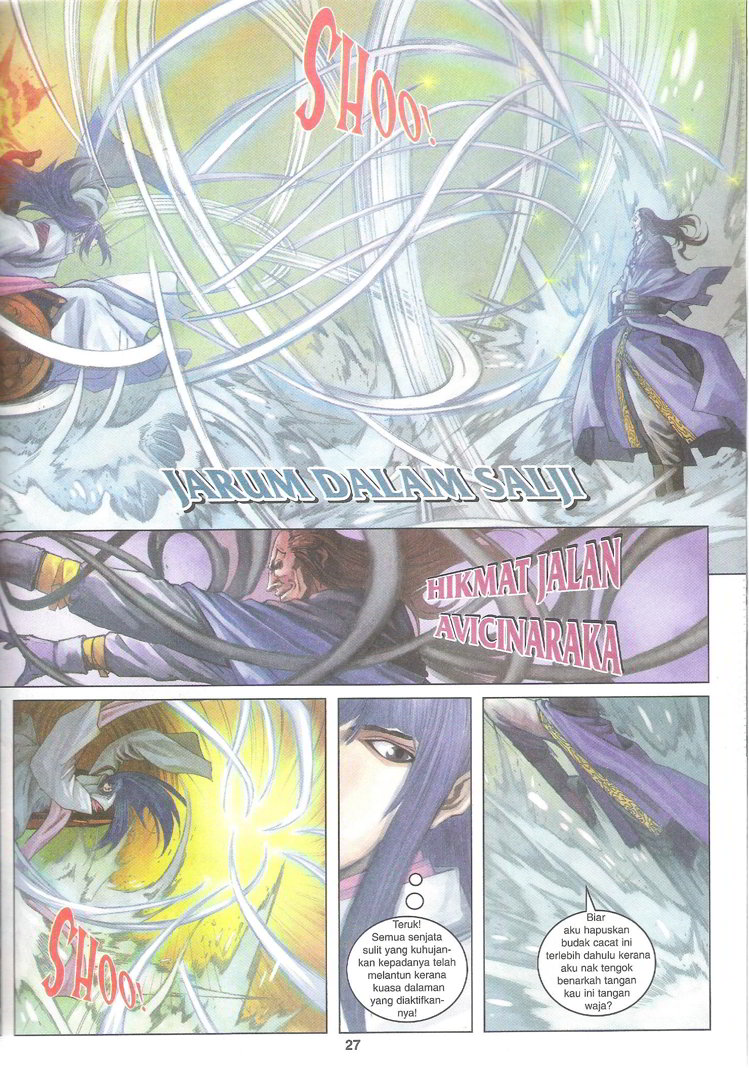 SHOO!
JARUM DALAM SALJI
HIKMAT JALAN
AVICINARAKA
SHOO!
Teruk!
Semua senjata
sulit yang kuhujan-
kan kepadanya telah
melantun kerana
kuasa dalaman
yang diaktifkan-
nya!
Biar
aku hapuskan
budak cacat ini
terlebih dahulu kerana
aku nak tengok
benarkah tangan
kau ini tangan
waja?
27